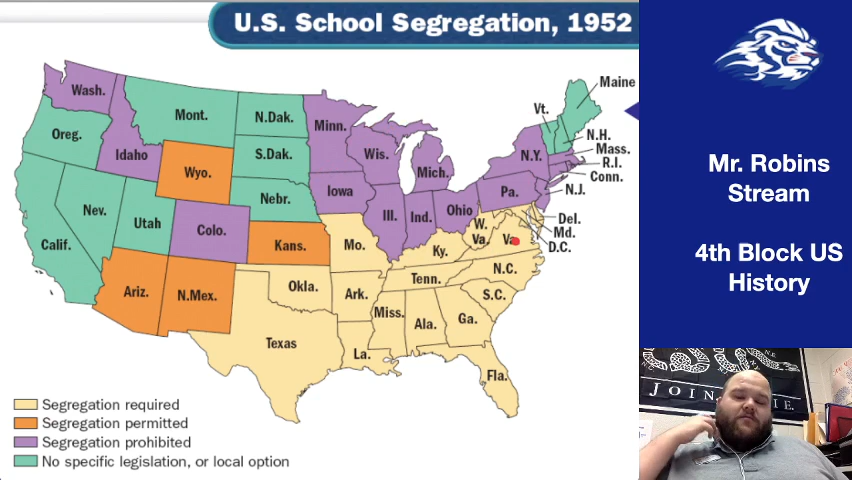 U.S. School Segregation, 1952
Wash.
Oreg.
Calif.
Nev.
Idaho
Mont.
Wyo.
Utah
Colo.
Ariz.
N.Mex.
N.Dak.
S.Dak.
Nebr.
Kans.
Okla.
Texas
Minn.
Iowa
Mo.
Ark.
La.
Wis.
Ill.
Mich.
Ind.
Ohio
Ky.
Tenn.
Miss.
Ala.
Ga.
Fla.
S.C.
N.C.
W.
Va.
Pa.
N.Y.
Vt.
Maine
N.H.
Mass.
R.I.
Conn.
N.J.
Del.
Md.
D.C.
Segregation required
Segregation permitted
Segregation prohibited
No specific legislation, or local option
Mr. Robins
Stream
4th Block US
History
JOIN,